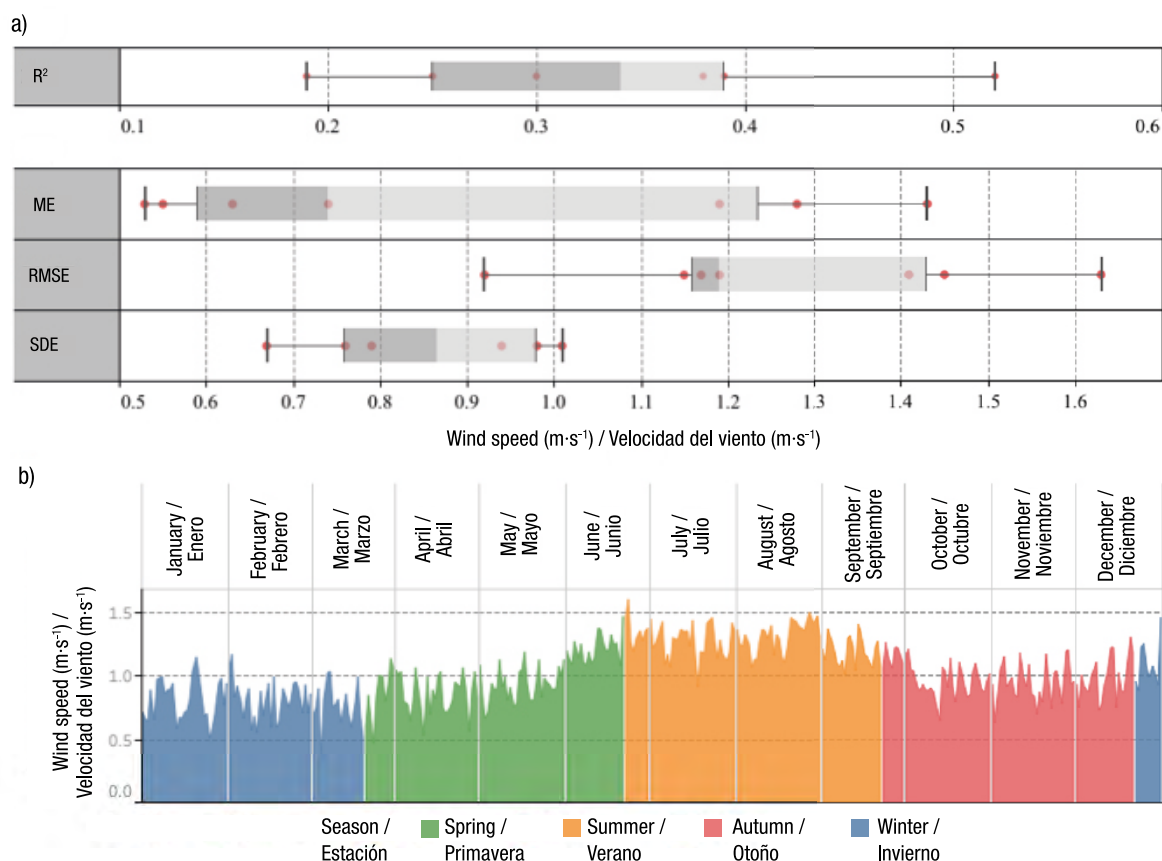 a)
R²
0.1 0.2 0.3 0.4 0.5 0.6
ME
RMSE
SDE
0.5 0.6 0.7 0.8 0.9 1.0 1.1 1.2 1.3 1.4 1.5 1.6
Wind speed (m·s⁻¹) / Velocidad del viento (m·s⁻¹)
b)
January /
Enero
February /
Febrero
March /
Marzo
April /
Abril
May /
Mayo
June /
Junio
July /
Julio
August /
Agosto
September /
Septiembre
October /
Octubre
November /
Noviembre
December /
Diciembre
Wind speed (m·s⁻¹) /
Velocidad del viento (m·s⁻¹)
1.5
1.0
0.5
0.0
Season /
Estación
Spring /
Primavera
Summer /
Verano
Autumn /
Otoño
Winter /
Invierno